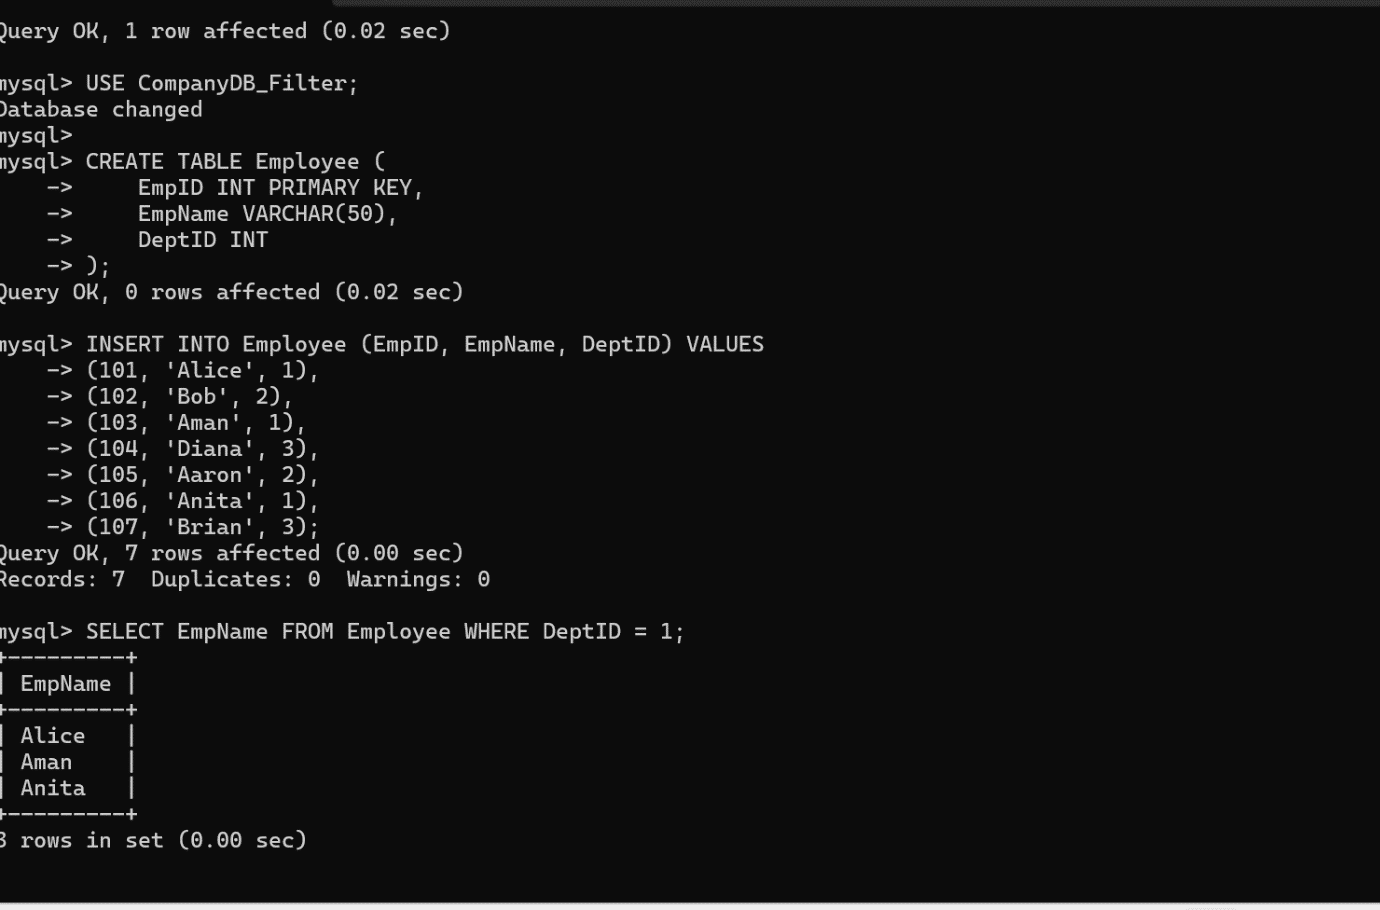 Query OK, 1 row affected (0.02 sec)
mysql> USE CompanyDB_Filter;
Database changed
mysql>
mysql> CREATE TABLE Employee (
    ->     EmpID INT PRIMARY KEY,
    ->     EmpName VARCHAR(50),
    ->     DeptID INT
    -> );
Query OK, 0 rows affected (0.02 sec)
mysql> INSERT INTO Employee (EmpID, EmpName, DeptID) VALUES
    -> (101, 'Alice', 1),
    -> (102, 'Bob', 2),
    -> (103, 'Aman', 1),
    -> (104, 'Diana', 3),
    -> (105, 'Aaron', 2),
    -> (106, 'Anita', 1),
    -> (107, 'Brian', 3);
Query OK, 7 rows affected (0.00 sec)
Records: 7  Duplicates: 0  Warnings: 0
mysql> SELECT EmpName FROM Employee WHERE DeptID = 1;
+---------+
| EmpName |
+---------+
| Alice   |
| Aman    |
| Anita   |
+---------+
3 rows in set (0.00 sec)